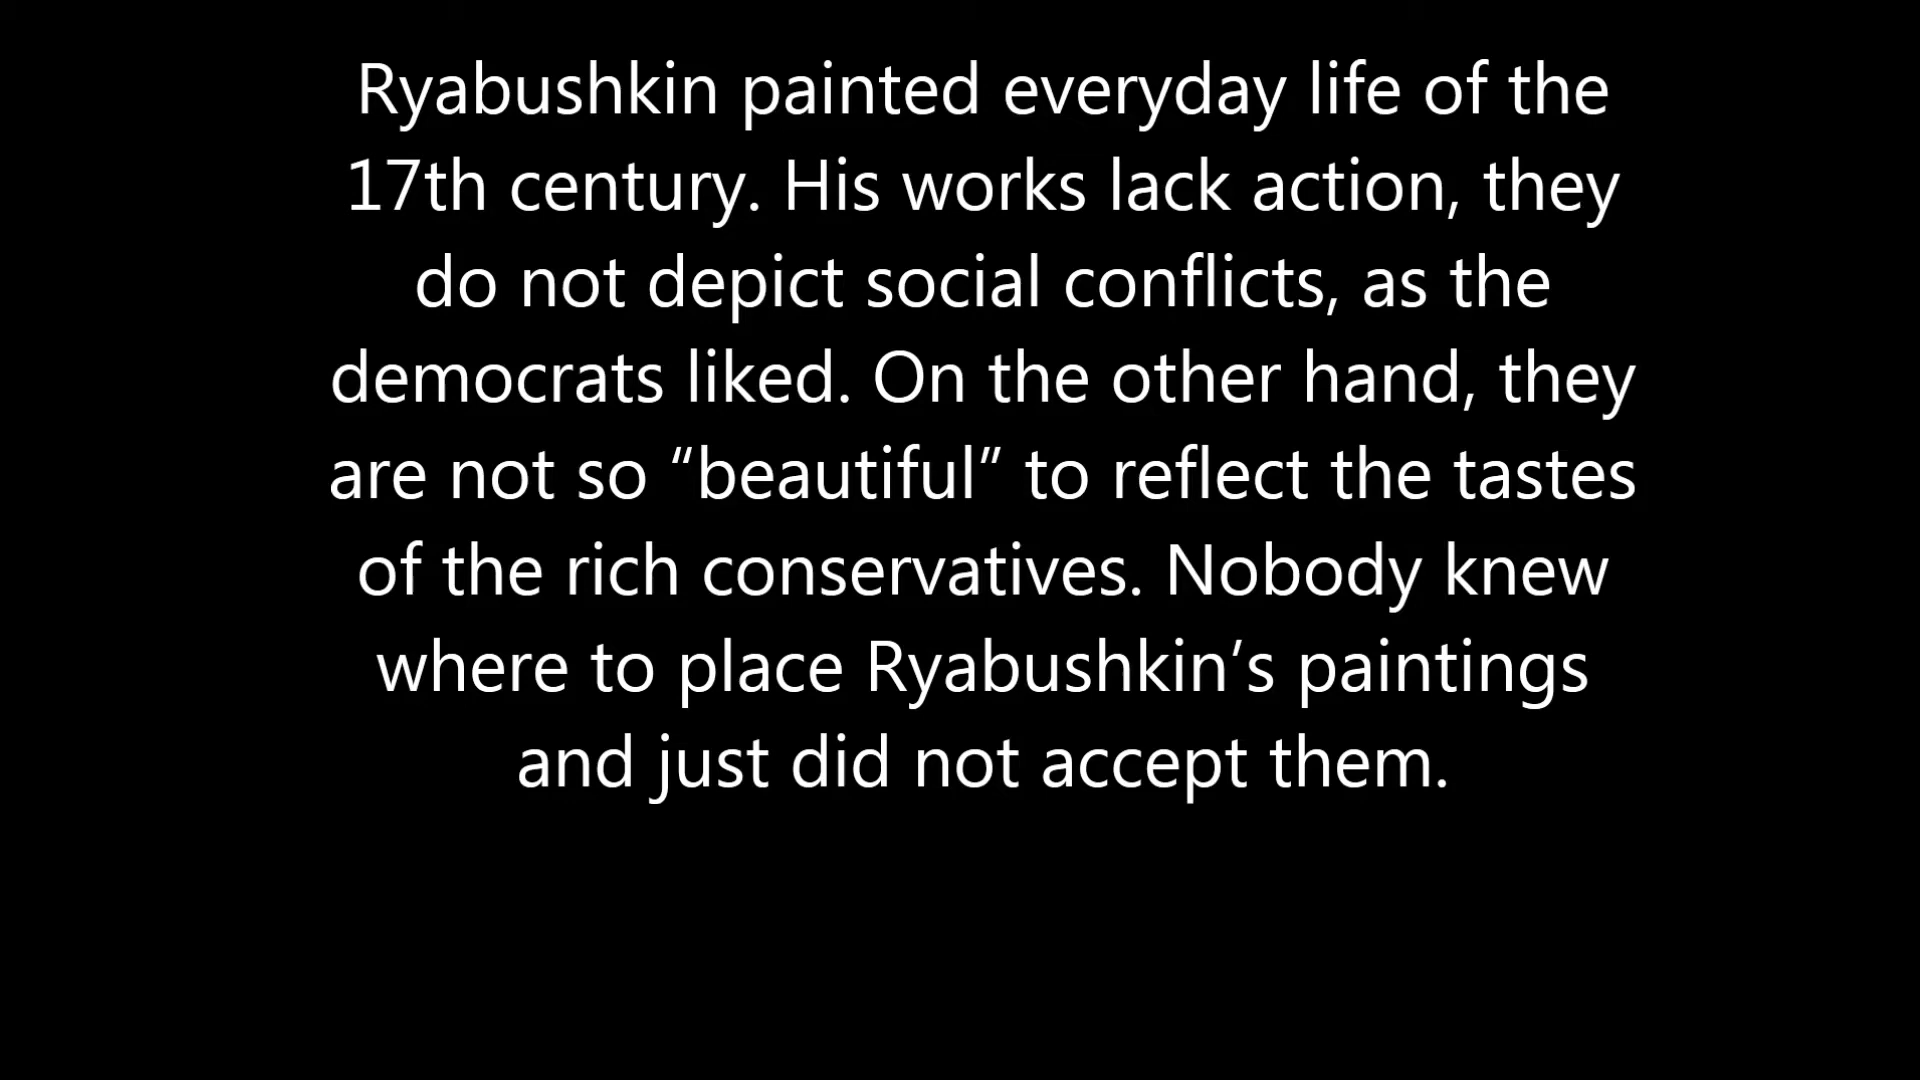 Ryabushkin painted everyday life of the
17th century. His works lack action, they
do not depict social conflicts, as the
democrats liked. On the other hand, they
are not so “beautiful” to reflect the tastes
of the rich conservatives. Nobody knew
where to place Ryabushkin’s paintings
and just did not accept them.